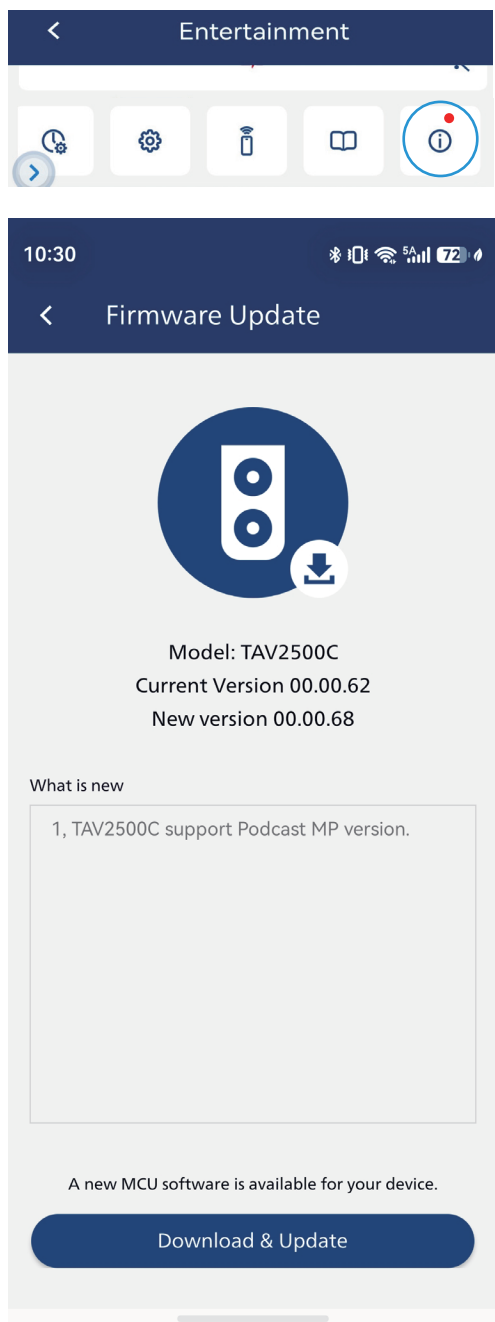 Entertainment
10:30
5A
72
Firmware Update
Model: TAV2500C
Current Version 00.00.62
New version 00.00.68
What is new
1, TAV2500C support Podcast MP version.
A new MCU software is available for your device.
Download & Update